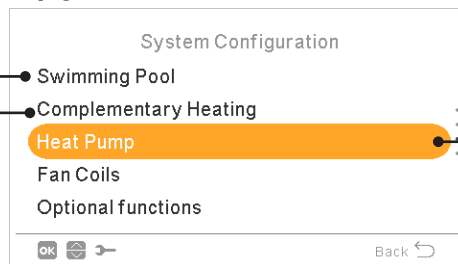 System Configuration
Swimming Pool
Complementary Heating
Heat Pump
Fan Coils
Optional functions
OK Back